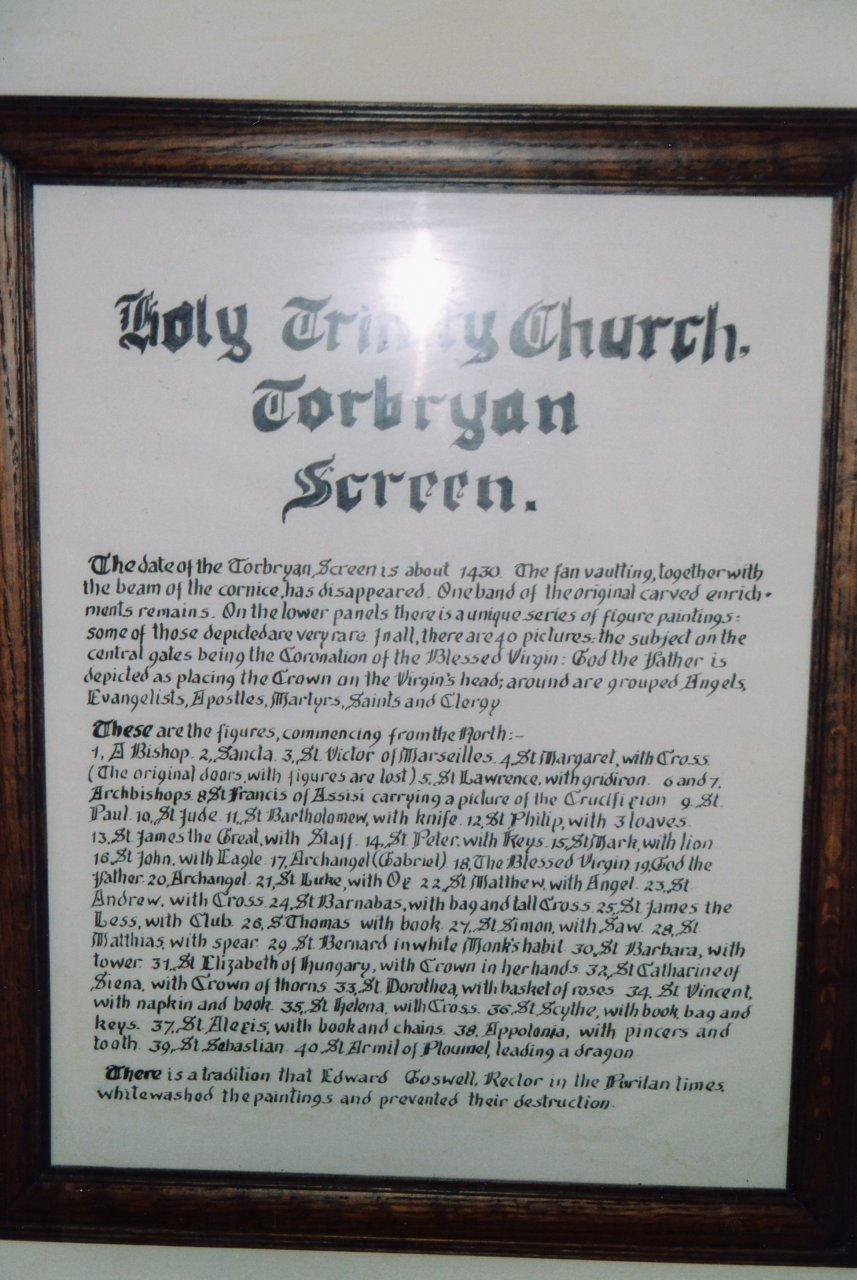 Holy Trinity Church.
Torbryan
Screen.
The date of the Torbryan Screen is about 1430. The fan vaulting, together with
the beam of the cornice, has disappeared. One band of the original carved enrich-
ments remains. On the lower panels there is a unique series of figure paintings:
some of those depicted are very rare. In all, there are 40 pictures: the subject on the
central gates being the Coronation of the Blessed Virgin: God the Father is
depicted as placing the Crown on the Virgin's head; around are grouped Angels,
Evangelists, Apostles, Martyrs, Saints and Clergy
These are the figures, commencing from the North:-
1, A Bishop. 2, Sancta. 3, St Victor of Marseilles. 4, St Margaret, with Cross
(The original doors, with figures are lost) 5, St Lawrence, with gridiron. 6 and 7,
Archbishops 8 St Francis of Assisi carrying a picture of the Crucifixion 9, St
Paul. 10, St Jude. 11, St Bartholomew, with knife. 12, St Philip, with 3 loaves
13, St James the Great, with Staff. 14, St Peter, with Keys. 15, St Mark, with lion
16, St John, with Eagle. 17, Archangel (Gabriel) 18, The Blessed Virgin 19, God the
Father. 20, Archangel. 21, St Luke, with Ox 22, St Matthew, with Angel. 23, St
Andrew, with Cross. 24, St Barnabas, with bag and tall Cross. 25, St James the
Less, with Club. 26, S Thomas with book. 27, St Simon, with Saw. 28, St
Matthias, with spear. 29 St Bernard in white Monk's habit. 30, St Barbara, with
tower. 31, St Elizabeth of Hungary, with Crown in her hands. 32, St Catharine of
Siena, with Crown of thorns. 33, St Dorothea, with basket of roses. 34, St Vincent,
with napkin and book. 35, St Helena, with Cross. 36, St Scythe, with book, bag and
keys. 37, St Alexis, with book and chains. 38, Appolonia, with pincers and
tooth. 39, St Sebastian. 40, St Armil of Ploumel, leading a dragon
There is a tradition that Edward Goswell, Rector in the Puritan times,
whitewashed the paintings and prevented their destruction.